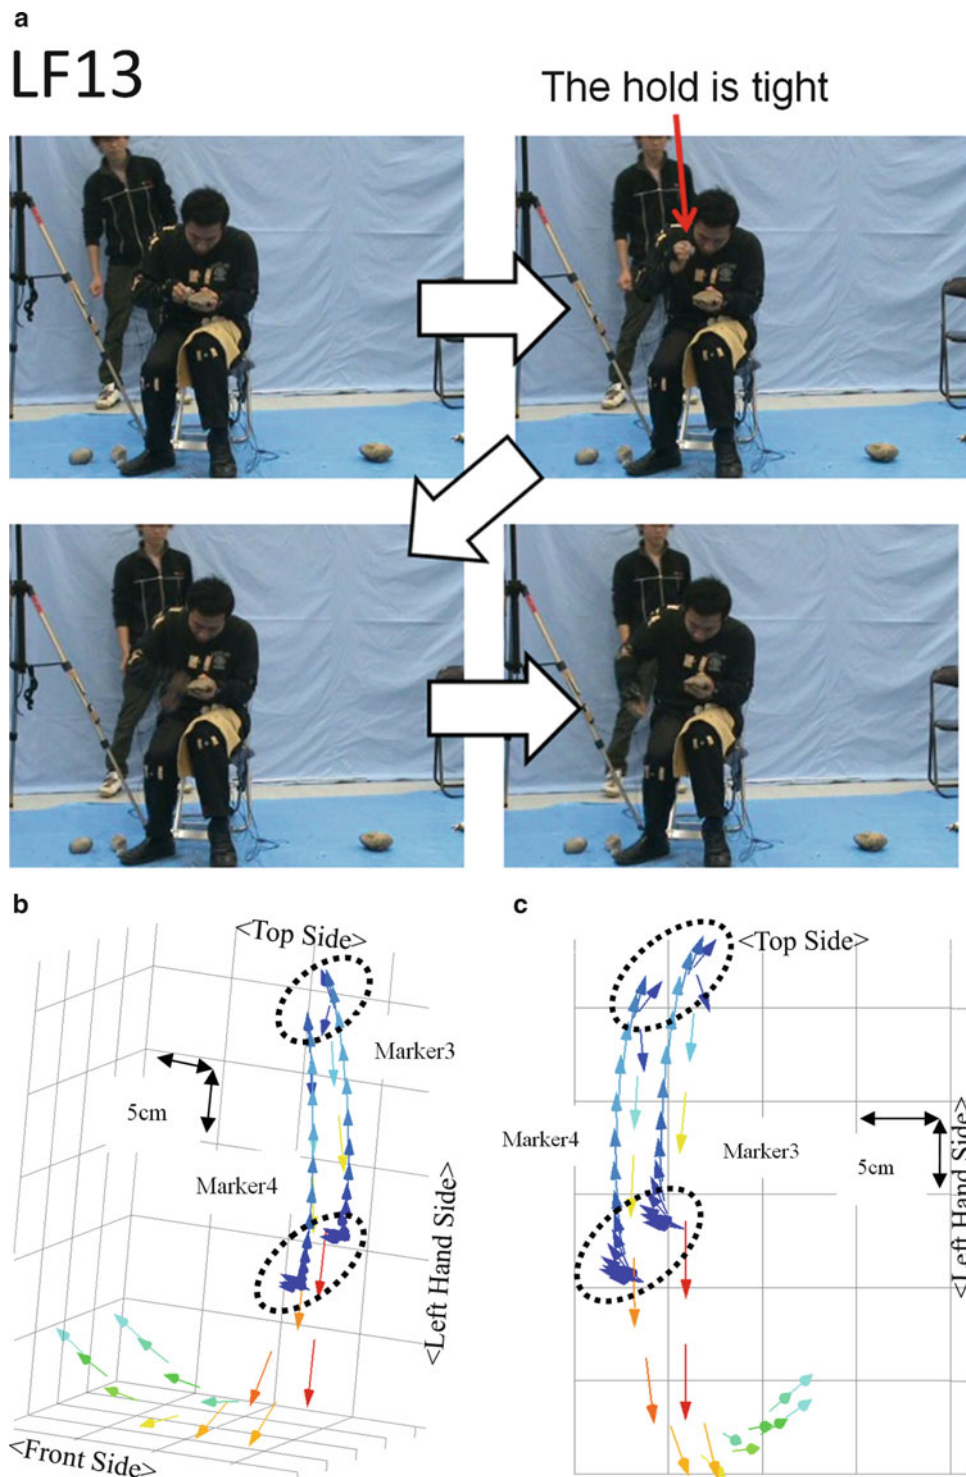 a
LF13
The hold is tight
b
<Top Side>
Marker3
5cm
Marker4
<Left Hand Side>
<Front Side>
c
<Top Side>
Marker4
Marker3
5cm
<Left Hand Side>